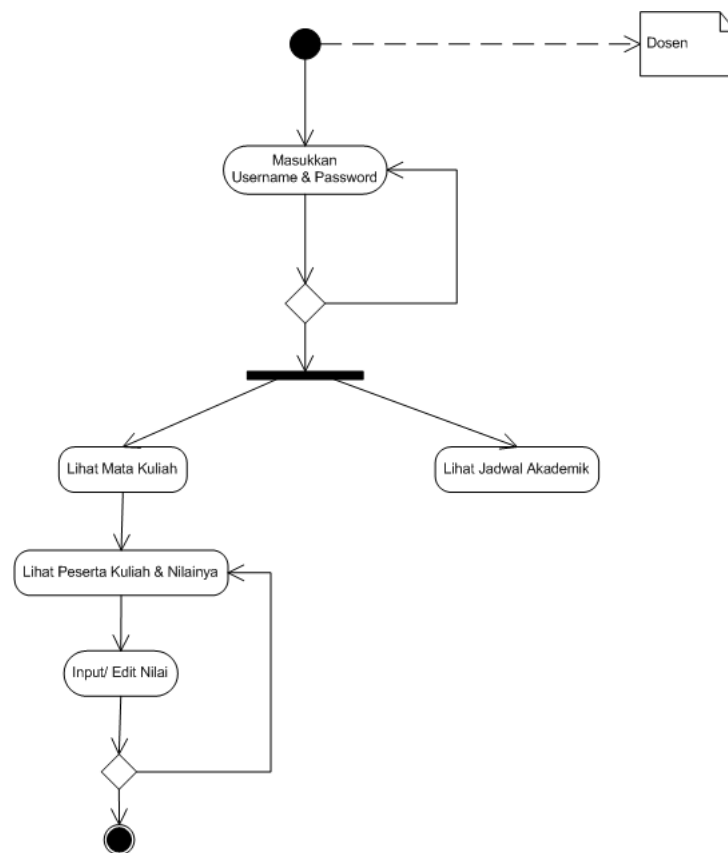 Dosen
Masukkan
Username & Password
Lihat Mata Kuliah
Lihat Jadwal Akademik
Lihat Peserta Kuliah & Nilainya
Input/ Edit Nilai